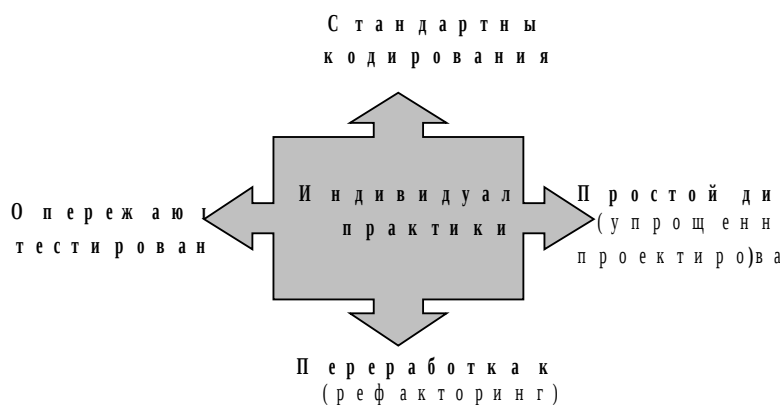 Стандартны
кодирования
Индивидуал
практики
Опережаю
тестирован
Простой ди
(упрощенн
проектиро)ва
Переработка к
(рефакторинг)